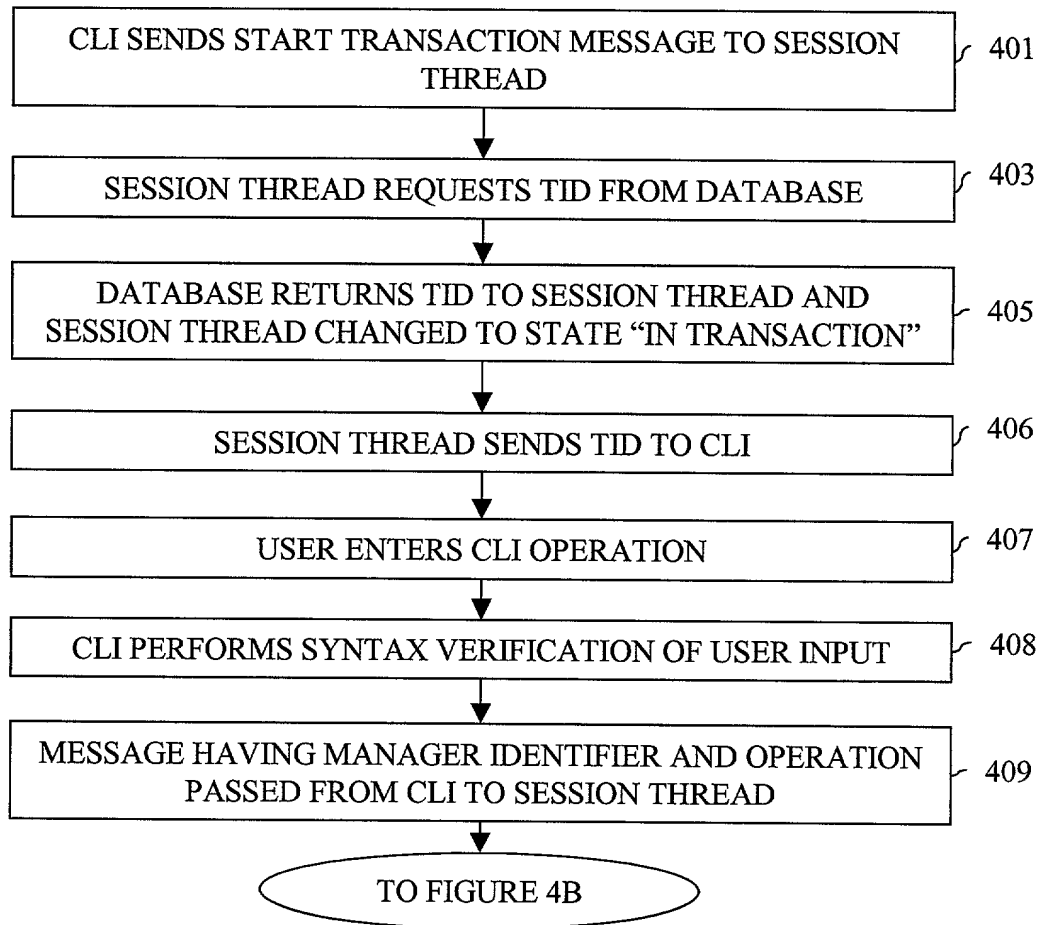 CLI SENDS START TRANSACTION MESSAGE TO SESSION
THREAD
401
SESSION THREAD REQUESTS TID FROM DATABASE
403
DATABASE RETURNS TID TO SESSION THREAD AND
SESSION THREAD CHANGED TO STATE “IN TRANSACTION”
405
SESSION THREAD SENDS TID TO CLI
406
USER ENTERS CLI OPERATION
407
CLI PERFORMS SYNTAX VERIFICATION OF USER INPUT
408
MESSAGE HAVING MANAGER IDENTIFIER AND OPERATION
PASSED FROM CLI TO SESSION THREAD
409
TO FIGURE 4B